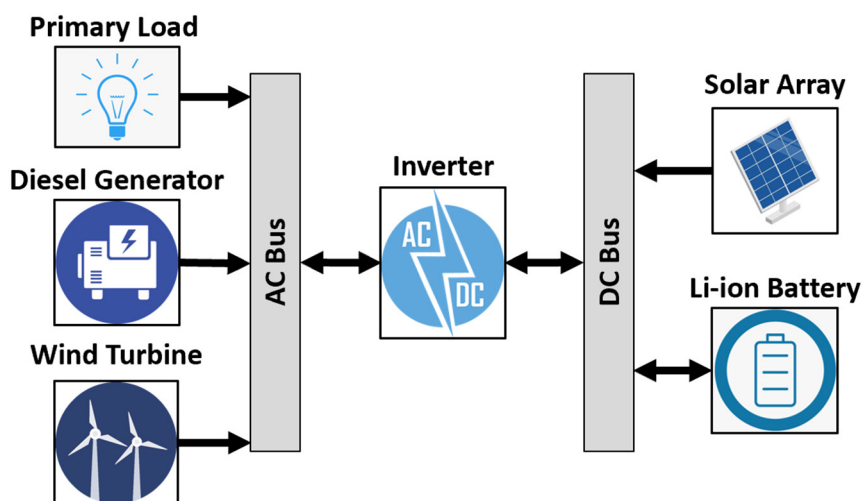 Primary Load
Diesel Generator
Wind Turbine
AC Bus
Inverter
AC
DC
DC Bus
Solar Array
Li-ion Battery